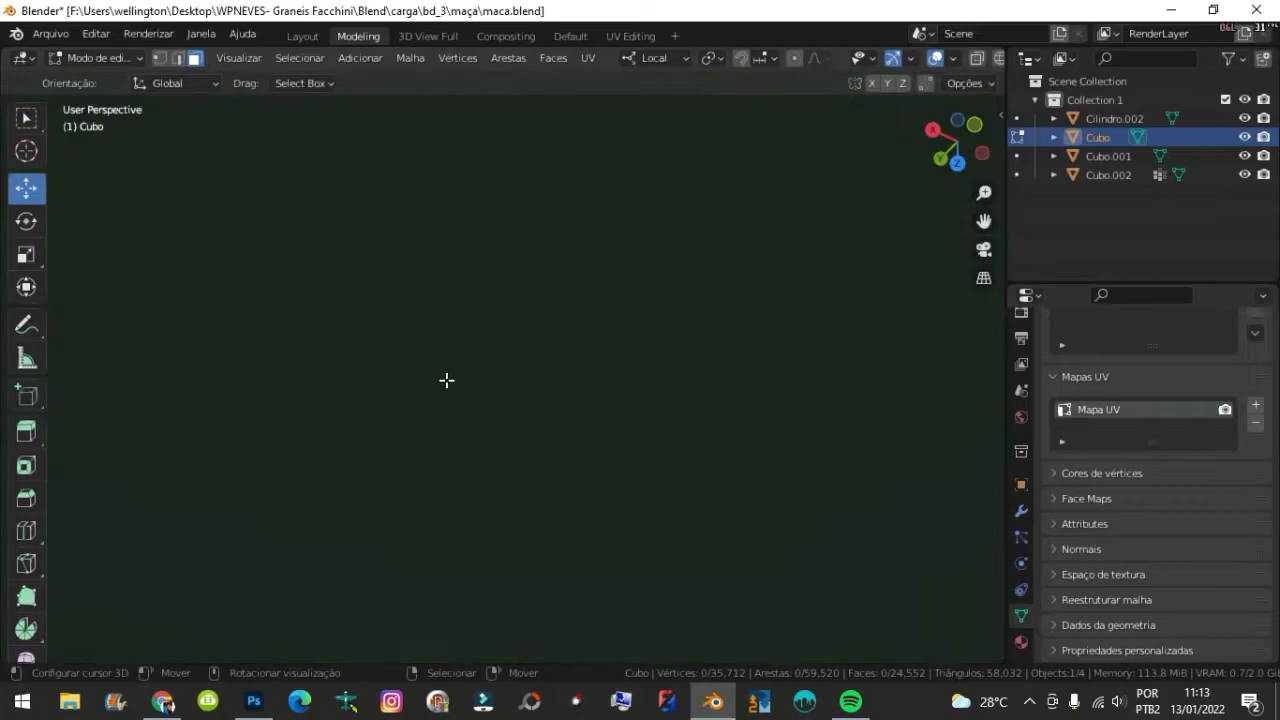 Blender* [F:\Users\wellington\Desktop\WPNEVES- Graneis Facchini\Blend\carga\bd_3\maça\maca.blend]
Arquivo Editar Renderizar Janela Ajuda Layout Modeling 3D View Full Compositing Default UV Editing + Scene RenderLayer
Modo de edi... Visualizar Selecionar Adicionar Malha Vértices Arestas Faces UV Local
Orientação: Global Drag: Select Box X Y Z Opções
User Perspective
(1) Cubo
X
Y
Z
Scene Collection
Collection 1
Cilindro.002
Cubo
Cubo.001
Cubo.002
Mapas UV
Mapa UV
Cores de vértices
Face Maps
Attributes
Normais
Espaço de textura
Reestruturar malha
Dados da geometria
Propriedades personalizadas
Configurar cursor 3D Mover Rotacionar visualização Selecionar Mover Cubo | Vértices: 0/35,712 | Arestas: 0/59,520 | Faces: 0/24,552 | Triângulos: 58,032 | Objects: 1/4 | Memory: 113.8 MiB | VRAM: 0.7/2.0 Gi
28°C
POR
PTB2
11:13
13/01/2022
2